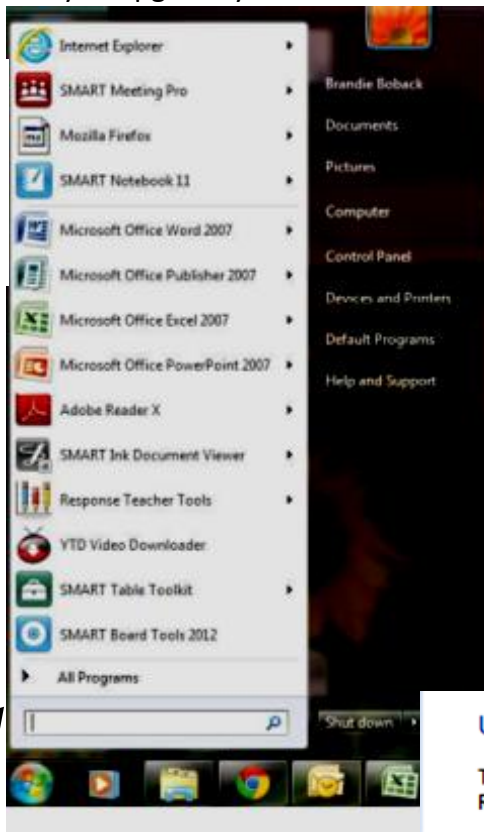 Internet Explorer
SMART Meeting Pro
Mozilla Firefox
SMART Notebook 11
Microsoft Office Word 2007
Microsoft Office Publisher 2007
Microsoft Office Excel 2007
Microsoft Office PowerPoint 2007
Adobe Reader X
SMART Ink Document Viewer
Response Teacher Tools
YTD Video Downloader
SMART Table Toolkit
SMART Board Tools 2012
All Programs
Brandie Boback
Documents
Pictures
Computer
Control Panel
Devices and Printers
Default Programs
Help and Support
Shut down